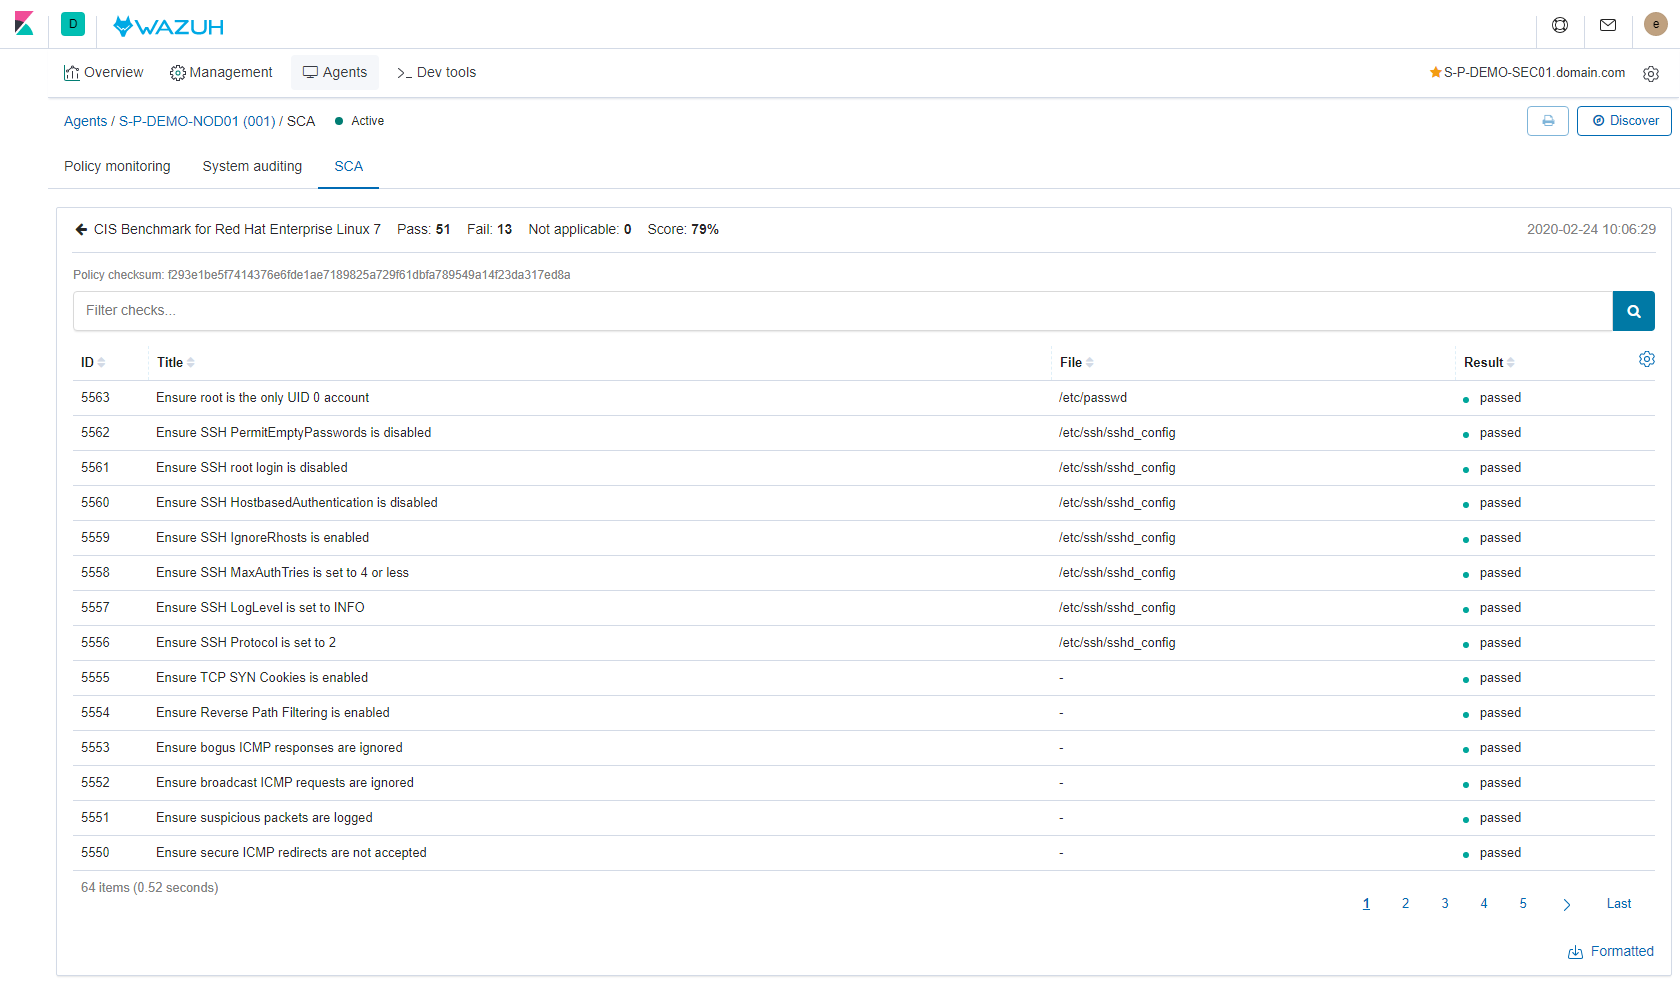 D
WAZUH
e
Overview Management Agents >_ Dev tools S-P-DEMO-SEC01.domain.com
Agents / S-P-DEMO-NOD01 (001) / SCA Active Discover
Policy monitoring System auditing SCA
CIS Benchmark for Red Hat Enterprise Linux 7 Pass: 51 Fail: 13 Not applicable: 0 Score: 79% 2020-02-24 10:06:29
Policy checksum: f293e1be5f7414376e6fde1ae7189825a729f61dbfa789549a14f23da317ed8a
Filter checks...
ID Title File Result
5563 Ensure root is the only UID 0 account /etc/passwd passed
5562 Ensure SSH PermitEmptyPasswords is disabled /etc/ssh/sshd_config passed
5561 Ensure SSH root login is disabled /etc/ssh/sshd_config passed
5560 Ensure SSH HostbasedAuthentication is disabled /etc/ssh/sshd_config passed
5559 Ensure SSH IgnoreRhosts is enabled /etc/ssh/sshd_config passed
5558 Ensure SSH MaxAuthTries is set to 4 or less /etc/ssh/sshd_config passed
5557 Ensure SSH LogLevel is set to INFO /etc/ssh/sshd_config passed
5556 Ensure SSH Protocol is set to 2 /etc/ssh/sshd_config passed
5555 Ensure TCP SYN Cookies is enabled - passed
5554 Ensure Reverse Path Filtering is enabled - passed
5553 Ensure bogus ICMP responses are ignored - passed
5552 Ensure broadcast ICMP requests are ignored - passed
5551 Ensure suspicious packets are logged - passed
5550 Ensure secure ICMP redirects are not accepted - passed
64 items (0.52 seconds)
1 2 3 4 5 > Last
Formatted